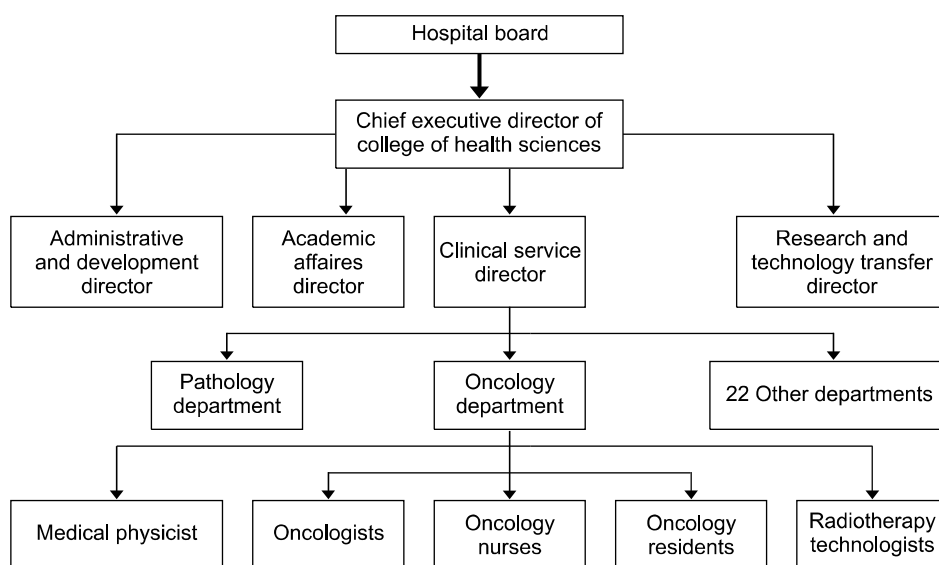 Hospital board
Chief executive director of
college of health sciences
Administrative
and development
director
Academic
affaires
director
Clinical service
director
Research and
technology transfer
director
Pathology
department
Oncology
department
22 Other departments
Medical physicist
Oncologists
Oncology
nurses
Oncology
residents
Radiotherapy
technologists